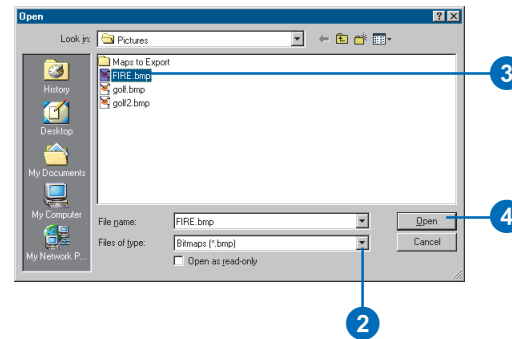 Open
Look in: Pictures
Maps to Export
FIRE.bmp
golf.bmp
golf2.bmp
History
Desktop
My Documents
My Computer
My Network P...
File name: FIRE.bmp Open
Files of type: Bitmaps (*.bmp) Cancel
Open as read-only
3
4
2